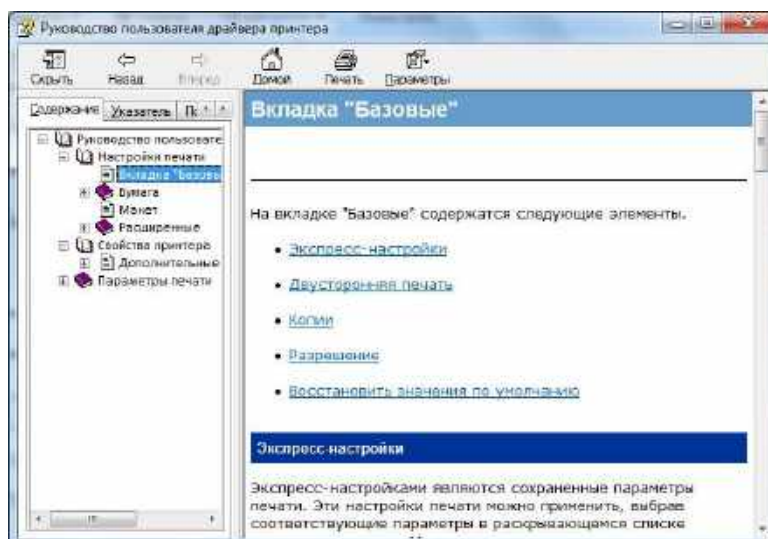 Руководство пользователя драйвера принтера
Скрыть Назад Вперед Домой Печать Параметры
Содержание Указатель
Руководство пользовате
Настройки печати
Вкладка "Базовы
Бумага
Макет
Расширенные
Свойства принтера
Дополнительные
Параметры печати
Вкладка "Базовые"
На вкладке "Базовые" содержатся следующие элементы.
• Экспресс-настройки
• Двусторонняя печать
• Копии
• Разрешение
• Восстановить значения по умолчанию
Экспресс-настройки
Экспресс-настройками являются сохраненные параметры
печати. Эти настройки печати можно применить, выбрав
соответствующие параметры в раскрывающемся списке